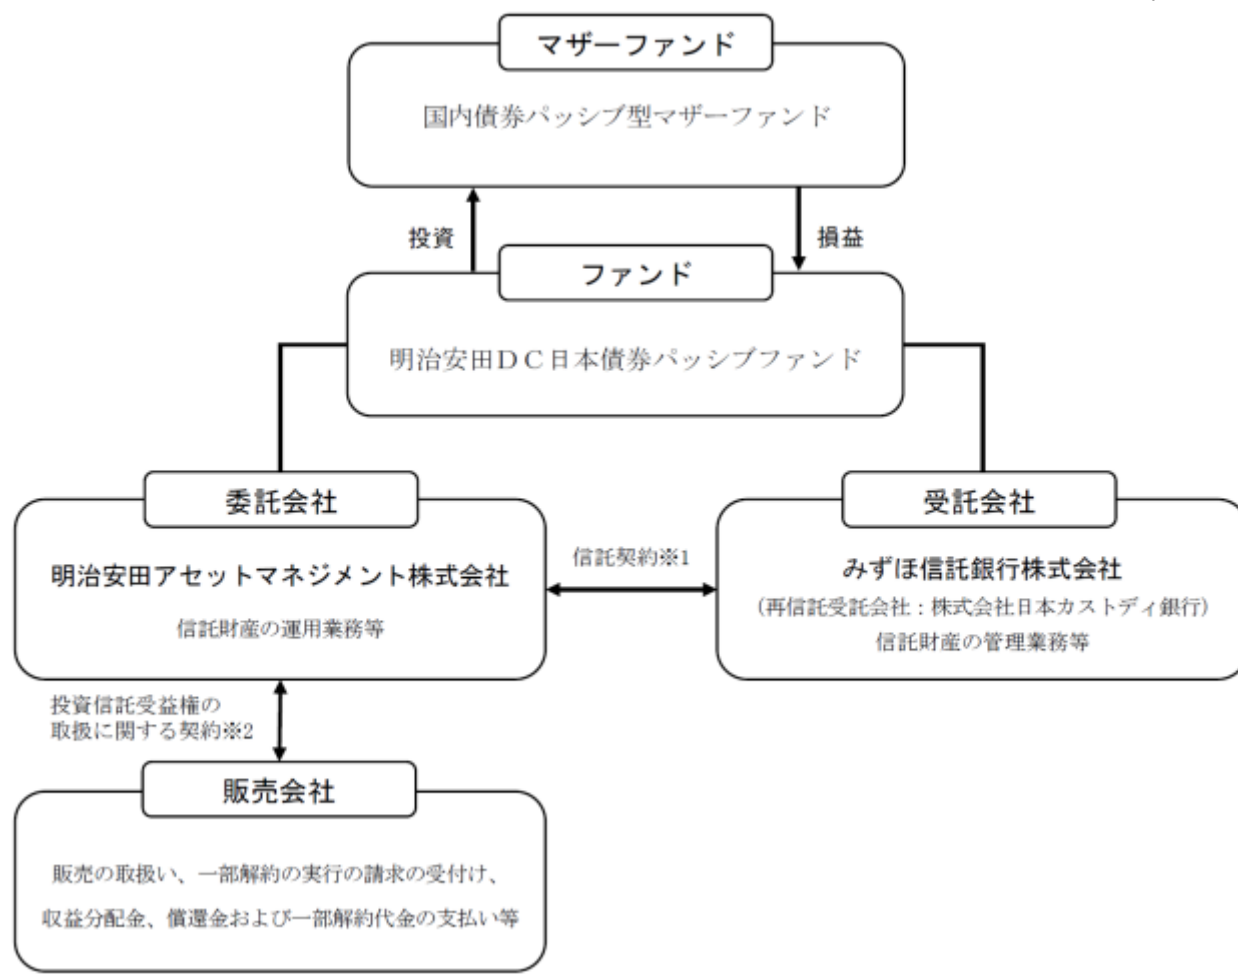 マザーファンド
国内債券パッシブ型マザーファンド
投資
損益
ファンド
明治安田ＤＣ日本債券パッシブファンド
委託会社
明治安田アセットマネジメント株式会社
信託財産の運用業務等
信託契約※1
受託会社
みずほ信託銀行株式会社
(再信託受託会社：株式会社日本カストディ銀行)
信託財産の管理業務等
投資信託受益権の
取扱に関する契約※2
販売会社
販売の取扱い、一部解約の実行の請求の受付け、
収益分配金、償還金および一部解約代金の支払い等